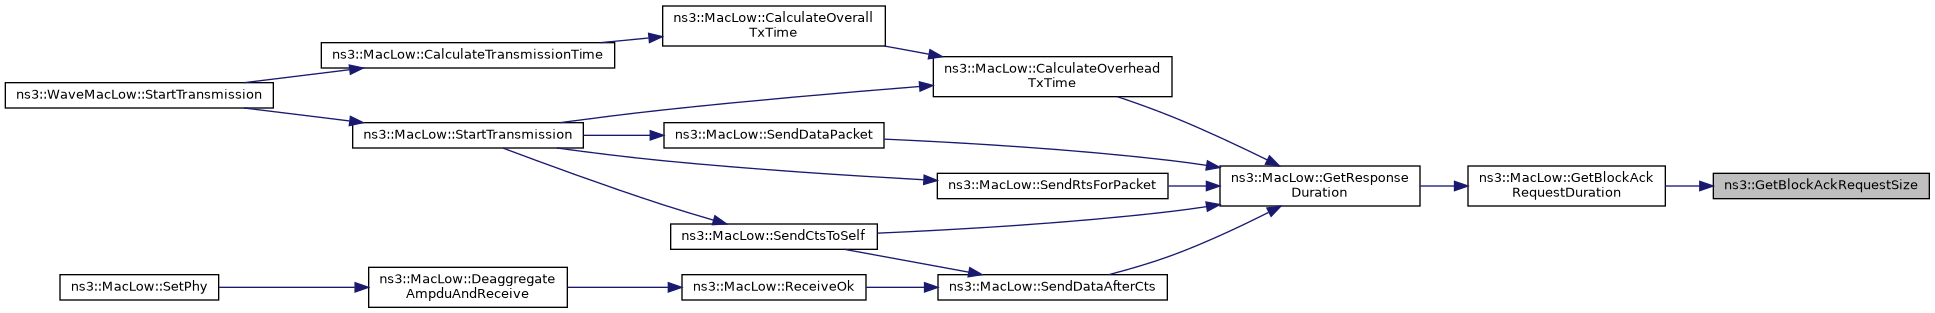 ns3::MacLow::CalculateOverall
TxTime
ns3::MacLow::CalculateTransmissionTime
ns3::MacLow::CalculateOverhead
TxTime
ns3::WaveMacLow::StartTransmission
ns3::MacLow::StartTransmission
ns3::MacLow::SendDataPacket
ns3::MacLow::GetResponse
Duration
ns3::MacLow::GetBlockAck
RequestDuration
ns3::GetBlockAckRequestSize
ns3::MacLow::SendRtsForPacket
ns3::MacLow::SendCtsToSelf
ns3::MacLow::SetPhy
ns3::MacLow::Deaggregate
AmpduAndReceive
ns3::MacLow::ReceiveOk
ns3::MacLow::SendDataAfterCts